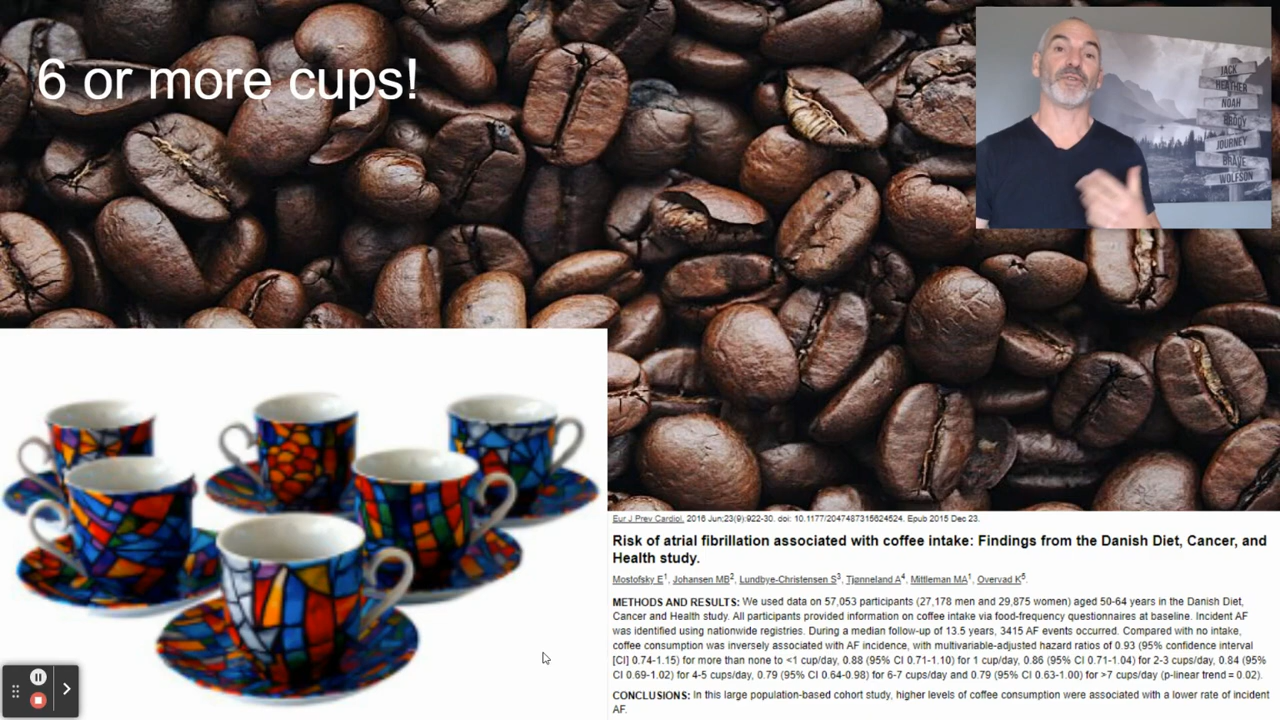 6 or more cups!
JACK
HEATHER
NOAH
BRODY
JOURNEY
BRAVE
WOLFSON
Eur J Prev Cardiol. 2016 Jun;23(9):922-30. doi: 10.1177/2047487315624524. Epub 2015 Dec 23.
Risk of atrial fibrillation associated with coffee intake: Findings from the Danish Diet, Cancer, and
Health study.
Mostofsky E1, Johansen MB2, Lundbye-Christensen S3, Tjønneland A4, Mittleman MA1, Overvad K5.
METHODS AND RESULTS: We used data on 57,053 participants (27,178 men and 29,875 women) aged 50-64 years in the Danish Diet,
Cancer and Health study. All participants provided information on coffee intake via food-frequency questionnaires at baseline. Incident AF
was identified using nationwide registries. During a median follow-up of 13.5 years, 3415 AF events occurred. Compared with no intake,
coffee consumption was inversely associated with AF incidence, with multivariable-adjusted hazard ratios of 0.93 (95% confidence interval
[CI] 0.74-1.15) for more than none to <1 cup/day, 0.88 (95% CI 0.71-1.10) for 1 cup/day, 0.86 (95% CI 0.71-1.04) for 2-3 cups/day, 0.84 (95%
CI 0.69-1.02) for 4-5 cups/day, 0.79 (95% CI 0.64-0.98) for 6-7 cups/day and 0.79 (95% CI 0.63-1.00) for >7 cups/day (p-linear trend = 0.02).
CONCLUSIONS: In this large population-based cohort study, higher levels of coffee consumption were associated with a lower rate of incident
AF.